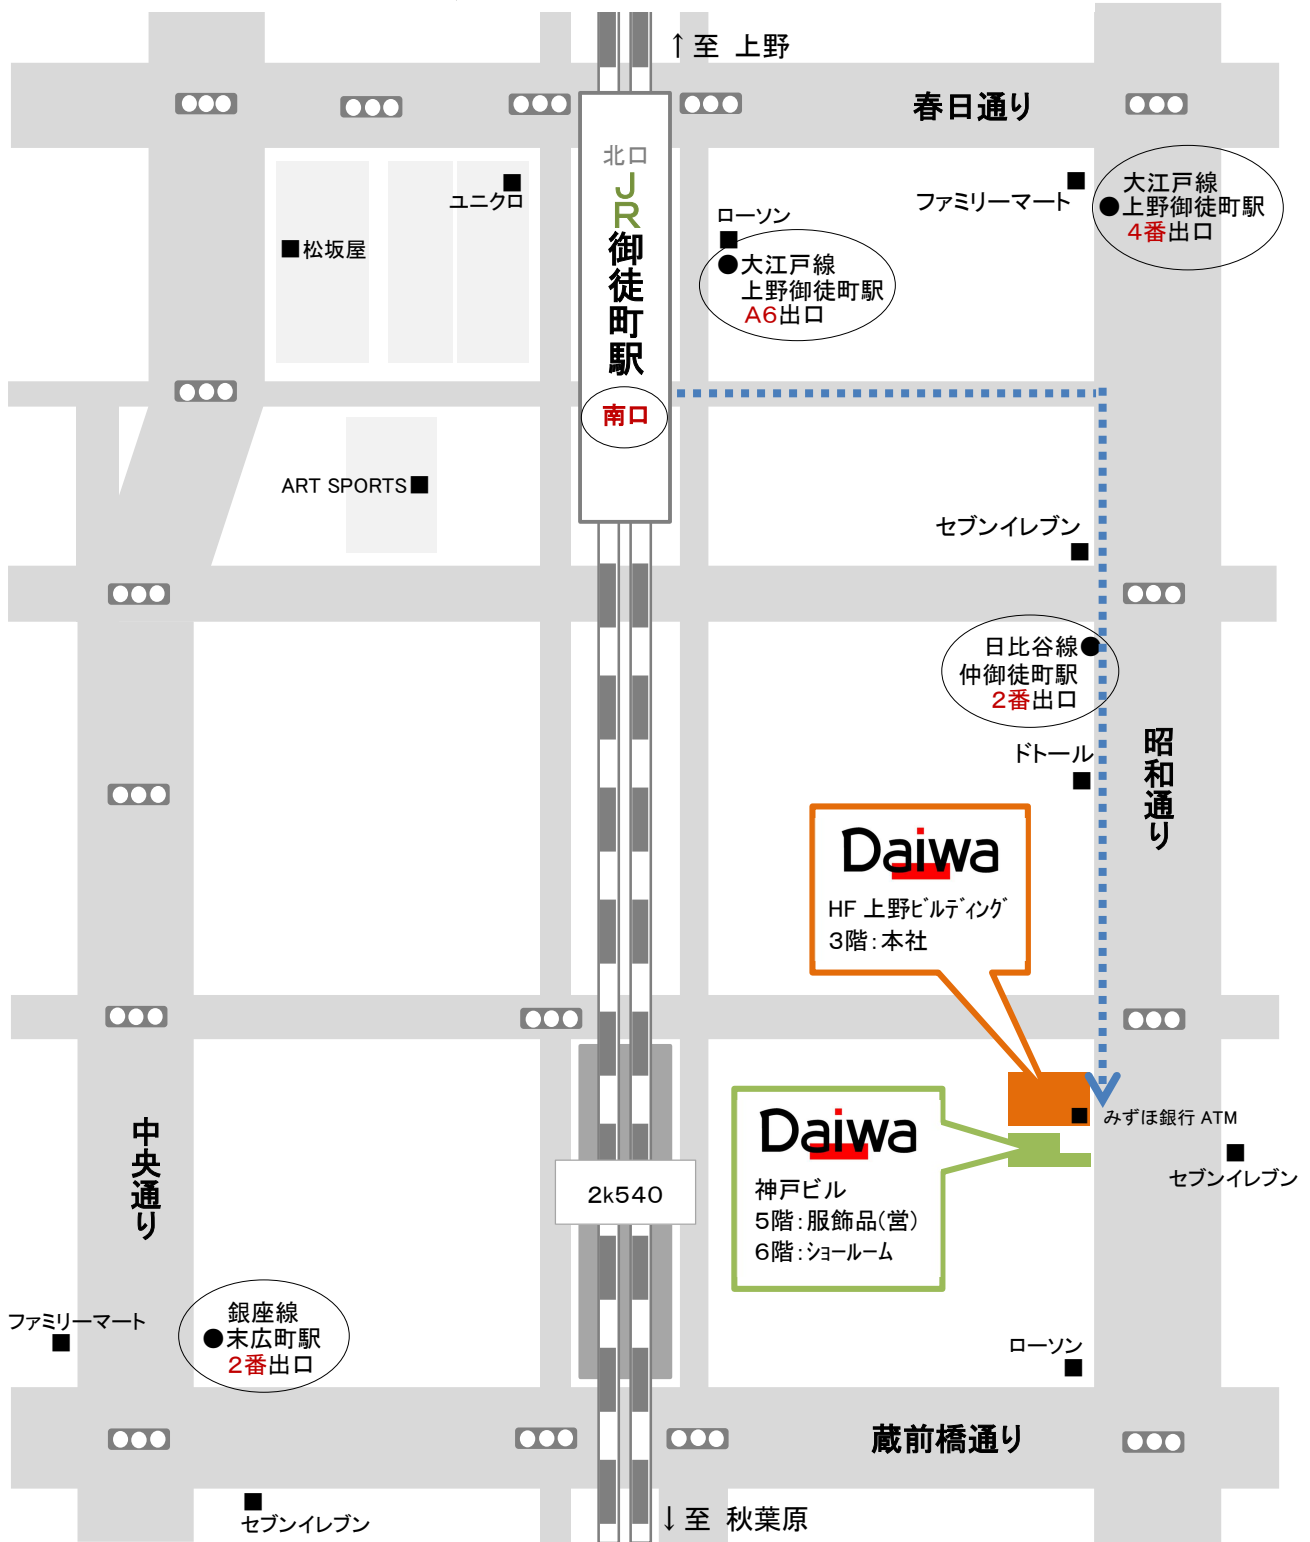 ↑至 上野
春日通り
北口
JR
御徒町駅
南口
ユニクロ
松坂屋
ローソン
大江戸線
上野御徒町駅
A6出口
ファミリーマート
大江戸線
上野御徒町駅
4番出口
ART SPORTS
セブンイレブン
日比谷線
仲御徒町駅
2番出口
ドトール
昭和通り
Daiwa
HF 上野ビルディング
3階:本社
Daiwa
神戸ビル
5階:服飾品(営)
6階:ショールーム
みずほ銀行 ATM
セブンイレブン
中央通り
2k540
ファミリーマート
銀座線
末広町駅
2番出口
ローソン
蔵前橋通り
セブンイレブン
↓至 秋葉原